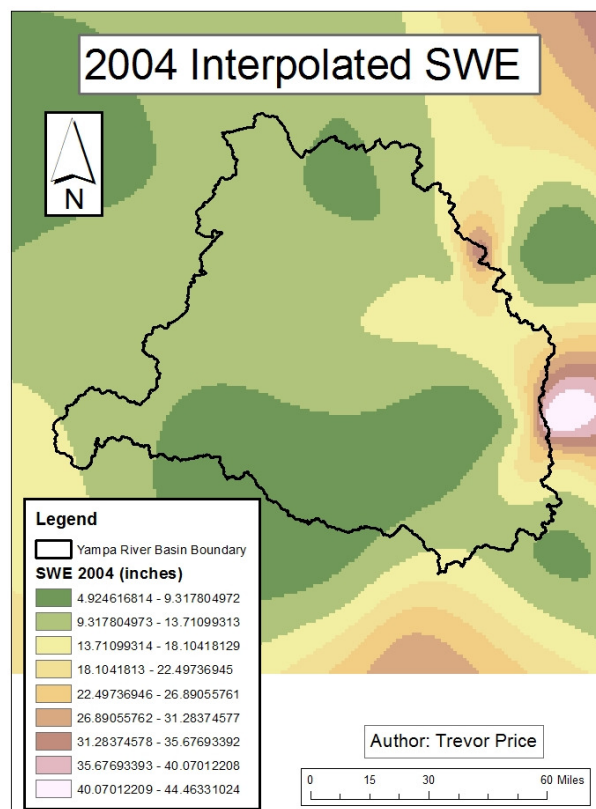 2004 Interpolated SWE
N
Legend
Yampa River Basin Boundary
SWE 2004 (inches)
4.924616814 - 9.317804972
9.317804973 - 13.71099313
13.71099314 - 18.10418129
18.1041813 - 22.49736945
22.49736946 - 26.89055761
26.89055762 - 31.28374577
31.28374578 - 35.67693392
35.67693393 - 40.07012208
40.07012209 - 44.46331024
Author: Trevor Price
0 15 30 60 Miles